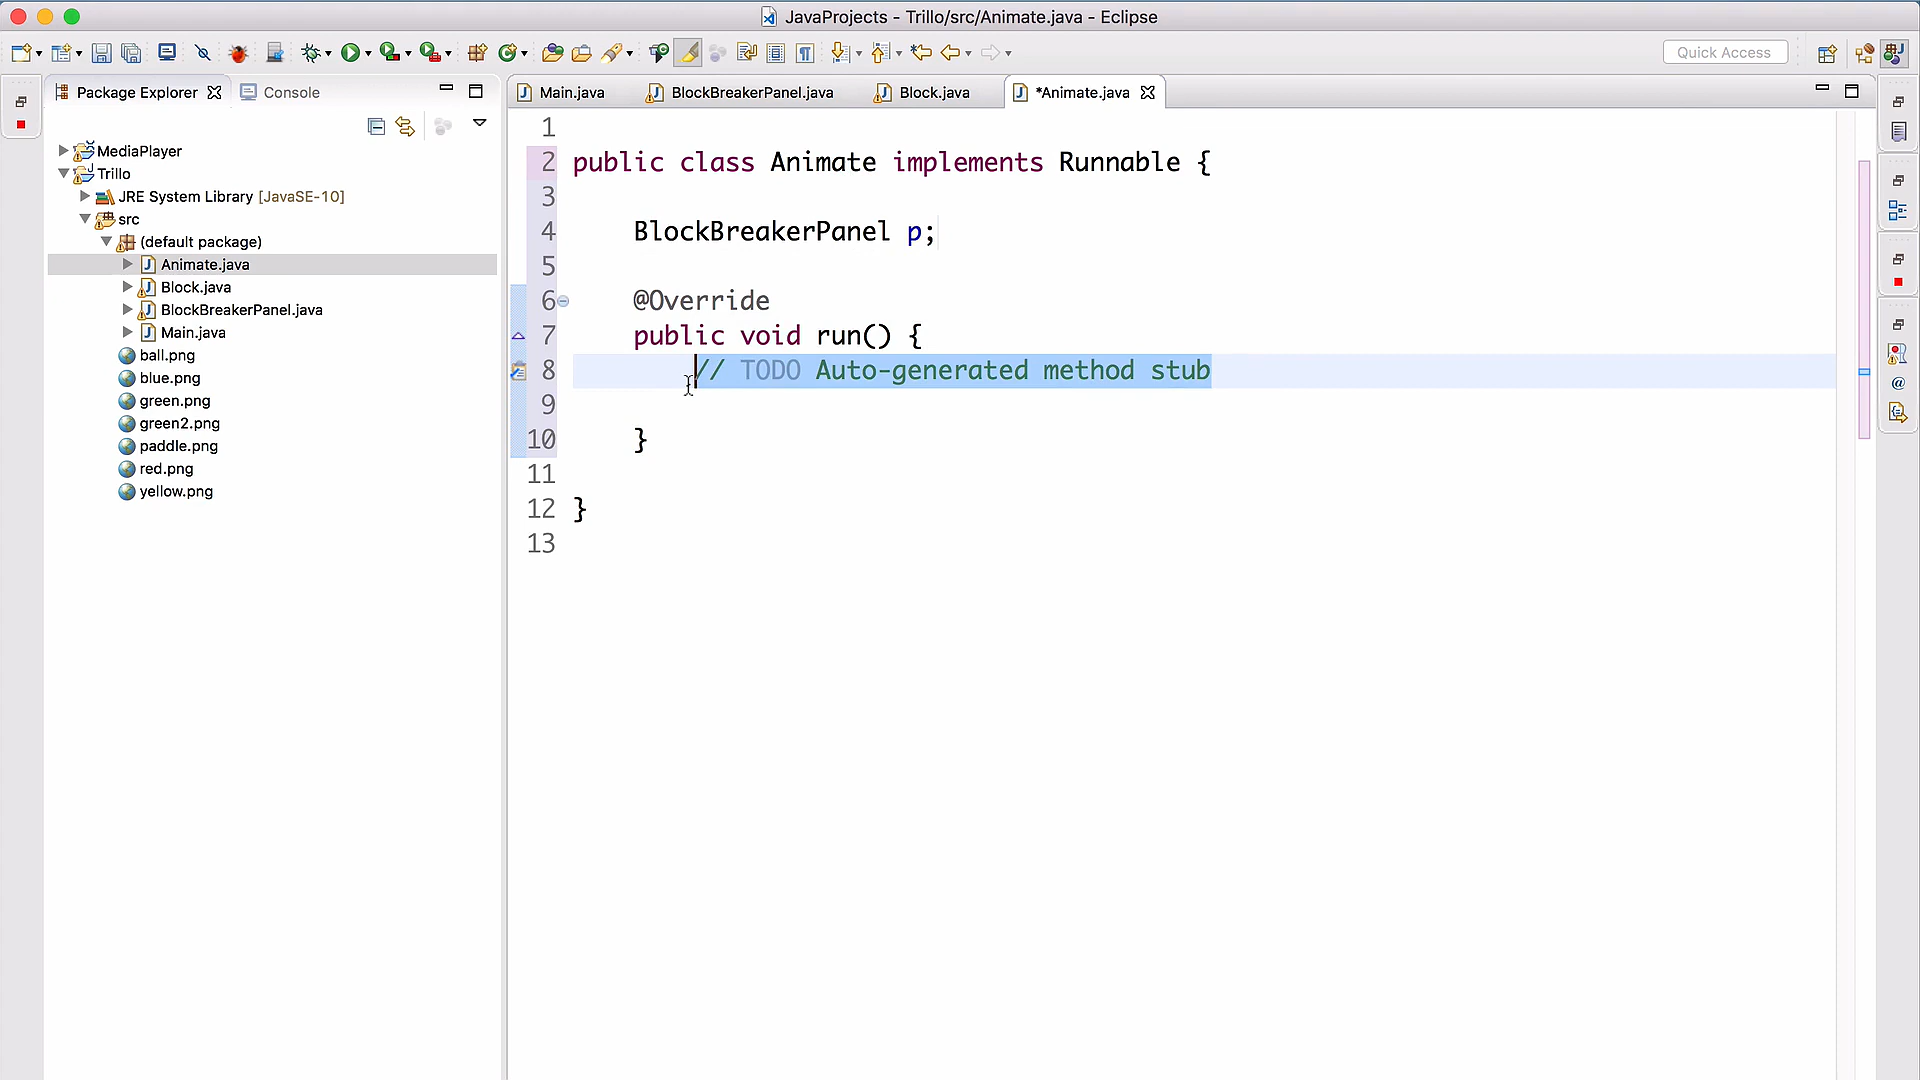 JavaProjects - Trillo/src/Animate.java - Eclipse
Quick Access
Package Explorer
Console
MediaPlayer
Trillo
JRE System Library [JavaSE-10]
src
(default package)
Animate.java
Block.java
BlockBreakerPanel.java
Main.java
ball.png
blue.png
green.png
green2.png
paddle.png
red.png
yellow.png
Main.java
BlockBreakerPanel.java
Block.java
*Animate.java
1
2 public class Animate implements Runnable {
3
4 BlockBreakerPanel p;
5
6 @Override
7 public void run() {
8 // TODO Auto-generated method stub
9
10 }
11
12 }
13